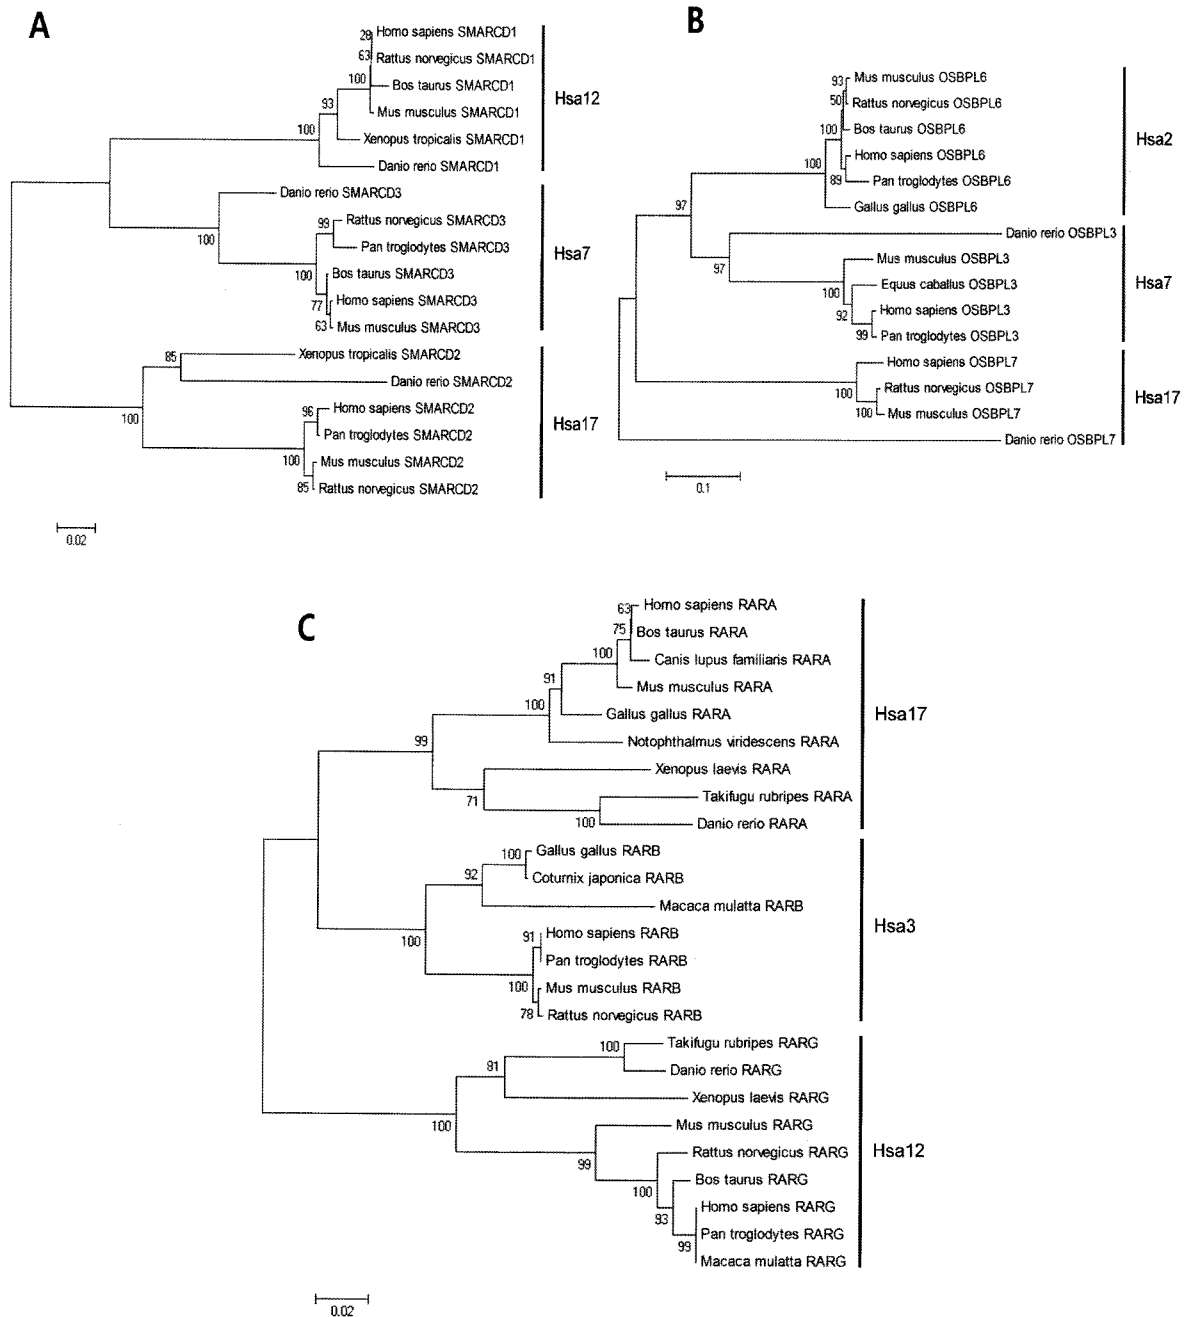 A
28
Homo sapiens SMARCD1
63
Rattus norvegicus SMARCD1
100
Bos taurus SMARCD1
93
Mus musculus SMARCD1
100
Xenopus tropicalis SMARCD1
Danio rerio SMARCD1
Hsa12
Danio rerio SMARCD3
99
Rattus norvegicus SMARCD3
100
Pan troglodytes SMARCD3
100
Bos taurus SMARCD3
77
Homo sapiens SMARCD3
63
Mus musculus SMARCD3
Hsa7
85
Xenopus tropicalis SMARCD2
Danio rerio SMARCD2
100
96
Homo sapiens SMARCD2
Pan troglodytes SMARCD2
100
Mus musculus SMARCD2
85
Rattus norvegicus SMARCD2
Hsa17
0.02
B
93
Mus musculus OSBPL6
50
Rattus norvegicus OSBPL6
100
Bos taurus OSBPL6
100
Homo sapiens OSBPL6
89
Pan troglodytes OSBPL6
Gallus gallus OSBPL6
Hsa2
97
Danio rerio OSBPL3
97
Mus musculus OSBPL3
100
Equus caballus OSBPL3
92
Homo sapiens OSBPL3
99
Pan troglodytes OSBPL3
Hsa7
Homo sapiens OSBPL7
100
Rattus norvegicus OSBPL7
100
Mus musculus OSBPL7
Danio rerio OSBPL7
Hsa17
0.1
C
63
Homo sapiens RARA
75
Bos taurus RARA
100
Canis lupus familiaris RARA
91
Mus musculus RARA
100
Gallus gallus RARA
99
Notophthalmus viridescens RARA
Xenopus laevis RARA
71
Takifugu rubripes RARA
100
Danio rerio RARA
Hsa17
100
Gallus gallus RARB
92
Coturnix japonica RARB
Macaca mulatta RARB
100
91
Homo sapiens RARB
Pan troglodytes RARB
100
Mus musculus RARB
78
Rattus norvegicus RARB
Hsa3
100
Takifugu rubripes RARG
91
Danio rerio RARG
Xenopus laevis RARG
100
Mus musculus RARG
99
Rattus norvegicus RARG
100
Bos taurus RARG
93
Homo sapiens RARG
Pan troglodytes RARG
99
Macaca mulatta RARG
Hsa12
0.02